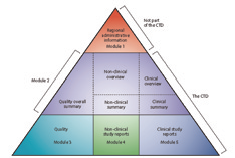 Regional
administrative
information
Module 1
Not part
of the CTD
Module 2
Non-clinical
overview
Clinical
overview
The CTD
Quality overall
summary
Non-clinical
summary
Clinical
summary
Quality
Module 3
Non-clinical
study reports
Module 4
Clinical study
reports
Module 5